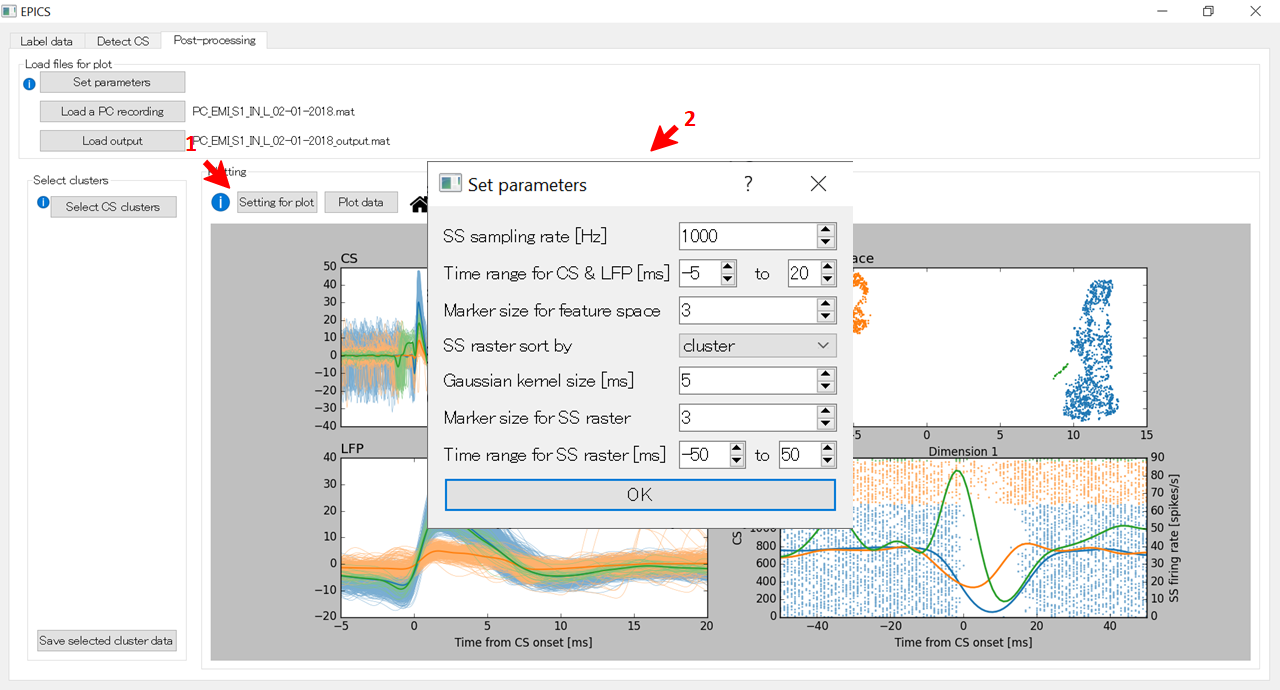 EPICS
Label data Detect CS Post-processing
Load files for plot
Set parameters
Load a PC recording PC_EMI_S1_IN_L_02-01-2018.mat
Load output PC_EMI_S1_IN_L_02-01-2018_output.mat
1
2
Select clusters
Select CS clusters
Save selected cluster data
Setting for plot Plot data
Set parameters ?
SS sampling rate [Hz] 1000
Time range for CS & LFP [ms] -5 to 20
Marker size for feature space 3
SS raster sort by cluster
Gaussian kernel size [ms] 5
Marker size for SS raster 3
Time range for SS raster [ms] -50 to 50
OK
CS
50
40
30
20
10
0
−10
−20
−30
−40
−5 0 5 10 15
Dimension 1
LFP
40
30
20
10
0
−10
−20
−5 0 5 10 15 20
Time from CS onset [ms]
CS
1000
800
600
400
200
0
90
80
70
60
50
40
30
20
10
0
SS firing rate [spikes/s]
−40 −20 0 20 40
Time from CS onset [ms]